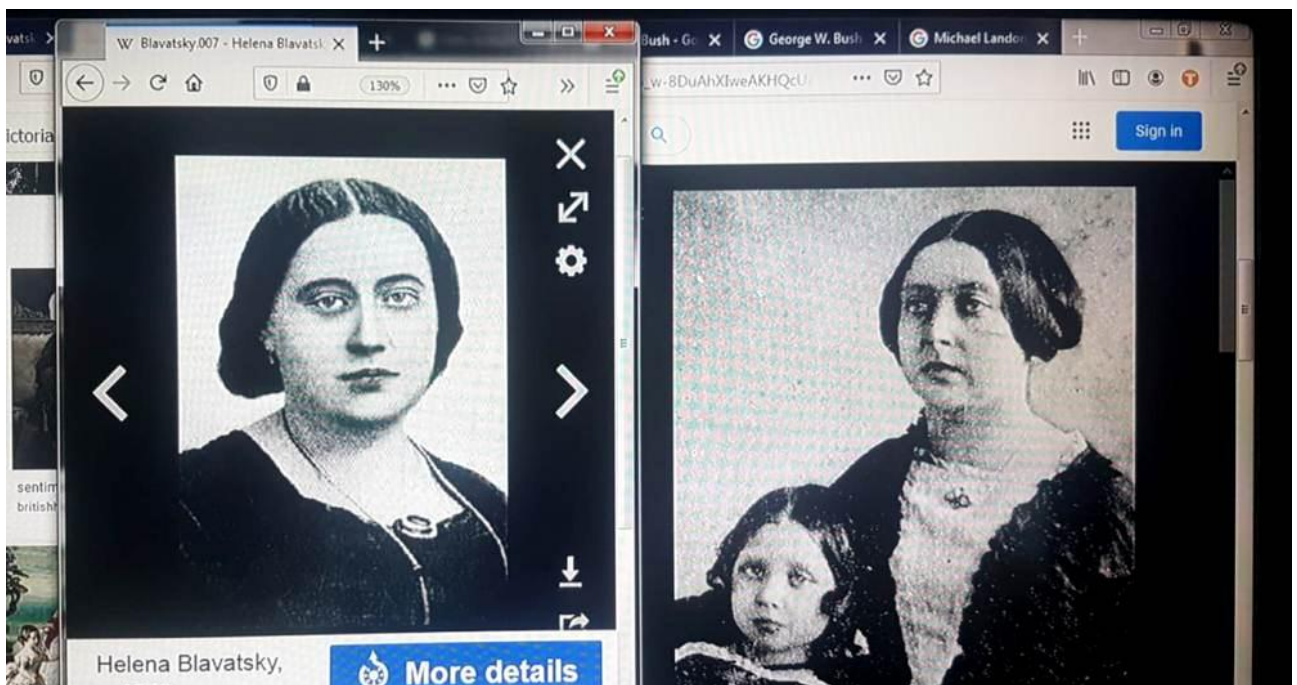 vatsk
Blavatsky.007 - Helena Blavatsk
Bush - Go
George W. Bush
Michael Landon
130%
ictoria
Sign in
sentim
british
Helena Blavatsky,
More details